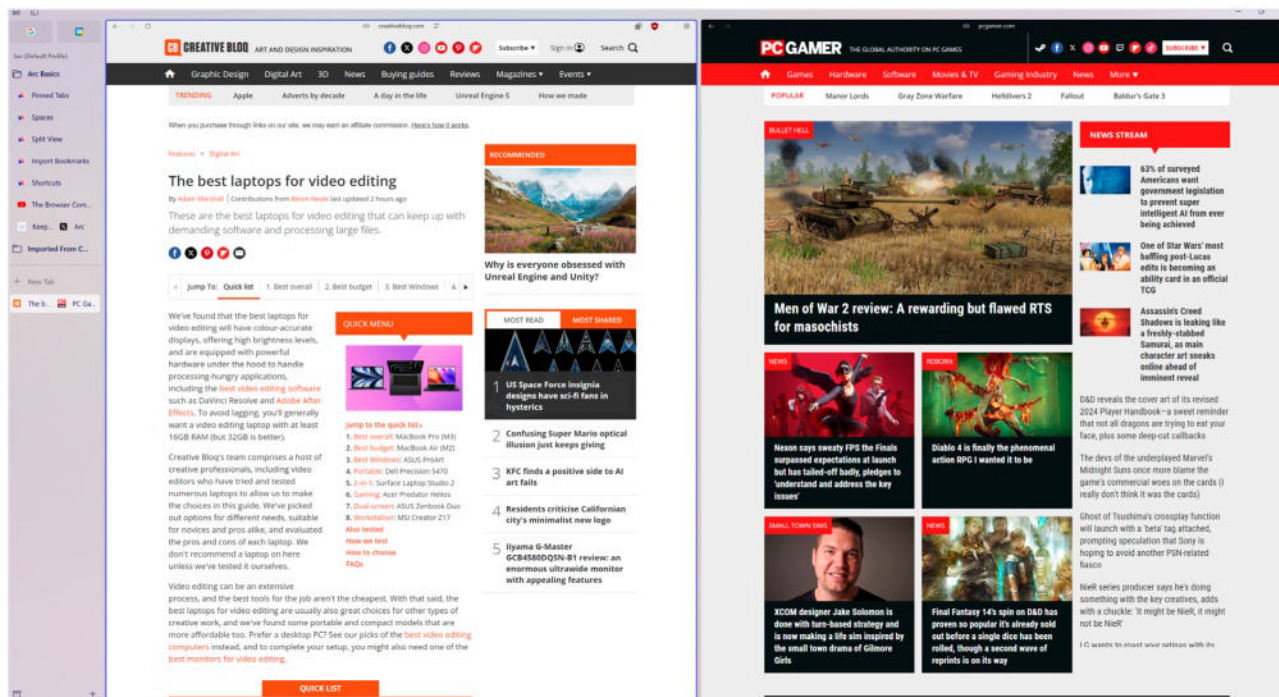 Ian (Default Profile)
Arc Basics
Pinned Tabs
Spaces
Split View
Import Bookmarks
Shortcuts
The Browser Com...
Keep...
Arc
Imported From C...
+ New Tab
The b...
PC Ga...
creativebloq.com
CB CREATIVE BLOQ ART AND DESIGN INSPIRATION
Subscribe ▾
Sign in
Search
Graphic Design
Digital Art
3D
News
Buying guides
Reviews
Magazines ▾
Events ▾
TRENDING
Apple
Adverts by decade
A day in the life
Unreal Engine 5
How we made
When you purchase through links on our site, we may earn an affiliate commission. Here's how it works.
Features > Digital Art
The best laptops for video editing
By Adam Marshall | Contributions from Beren Neale last updated 2 hours ago
These are the best laptops for video editing that can keep up with
demanding software and processing large files.
Jump To:
Quick list
1. Best overall
2. Best budget
3. Best Windows
4.
We've found that the best laptops for
video editing will have colour-accurate
displays, offering high brightness levels,
and are equipped with powerful
hardware under the hood to handle
processing-hungry applications,
including the best video editing software
such as DaVinci Resolve and Adobe After
Effects. To avoid lagging, you'll generally
want a video editing laptop with at least
16GB RAM (but 32GB is better).
Creative Bloq's team comprises a host of
creative professionals, including video
editors who have tried and tested
numerous laptops to allow us to make
the choices in this guide. We've picked
out options for different needs, suitable
for novices and pros alike, and evaluated
the pros and cons of each laptop. We
don't recommend a laptop on here
unless we've tested it ourselves.
Video editing can be an extensive
process, and the best tools for the job aren't the cheapest. With that said, the
best laptops for video editing are usually also great choices for other types of
creative work, and we've found some portable and compact models that are
more affordable too. Prefer a desktop PC? See our picks of the best video editing
computers instead, and to complete your setup, you might also need one of the
best monitors for video editing.
QUICK LIST
QUICK MENU
Jump to the quick list↓
1. Best overall: MacBook Pro (M3)
2. Best budget: MacBook Air (M2)
3. Best Windows: ASUS ProArt
4. Portable: Dell Precision 5470
5. 2-in-1: Surface Laptop Studio 2
6. Gaming: Acer Predator Helios
7. Dual-screen: ASUS Zenbook Duo
8. Workstation: MSI Creator Z17
Also tested
How we test
How to choose
FAQs
RECOMMENDED
Why is everyone obsessed with
Unreal Engine and Unity?
MOST READ
MOST SHARED
1 US Space Force insignia
designs have sci-fi fans in
hysterics
2 Confusing Super Mario optical
illusion just keeps giving
3 KFC finds a positive side to AI
art fails
4 Residents criticise Californian
city's minimalist new logo
5 Iiyama G-Master
GCB4580DQSN-B1 review: an
enormous ultrawide monitor
with appealing features
pcgamer.com
PC GAMER THE GLOBAL AUTHORITY ON PC GAMES
SUBSCRIBE ▾
Games
Hardware
Software
Movies & TV
Gaming Industry
News
More ▾
POPULAR
Manor Lords
Gray Zone Warfare
Helldivers 2
Fallout
Baldur's Gate 3
BULLET HELL
Men of War 2 review: A rewarding but flawed RTS
for masochists
NEWS
Nexon says sweaty FPS the Finals
surpassed expectations at launch
but has tailed-off badly, pledges to
'understand and address the key
issues'
REBORN
Diablo 4 is finally the phenomenal
action RPG I wanted it to be
SMALL TOWN SIMS
XCOM designer Jake Solomon is
done with turn-based strategy and
is now making a life sim inspired by
the small town drama of Gilmore
Girls
NEWS
Final Fantasy 14's spin on D&D has
proven so popular it's already sold
out before a single dice has been
rolled, though a second wave of
reprints is on its way
NEWS STREAM
63% of surveyed
Americans want
government legislation
to prevent super
intelligent AI from ever
being achieved
One of Star Wars' most
baffling post-Lucas
edits is becoming an
ability card in an official
TCG
Assassin's Creed
Shadows is leaking like
a freshly-stabbed
Samurai, as main
character art sneaks
online ahead of
imminent reveal
D&D reveals the cover art of its revised
2024 Player Handbook—a sweet reminder
that not all dragons are trying to eat your
face, plus some deep-cut callbacks
The devs of the underplayed Marvel's
Midnight Suns once more blame the
game's commercial woes on the cards (I
really don't think it was the cards)
Ghost of Tsushima's crossplay function
will launch with a 'beta' tag attached,
prompting speculation that Sony is
hoping to avoid another PSN-related
fiasco
NieR series producer says he's doing
something with the key creatives, adds
with a chuckle: 'It might be NieR, it might
not be NieR'
LG wants to roast your retinas with its